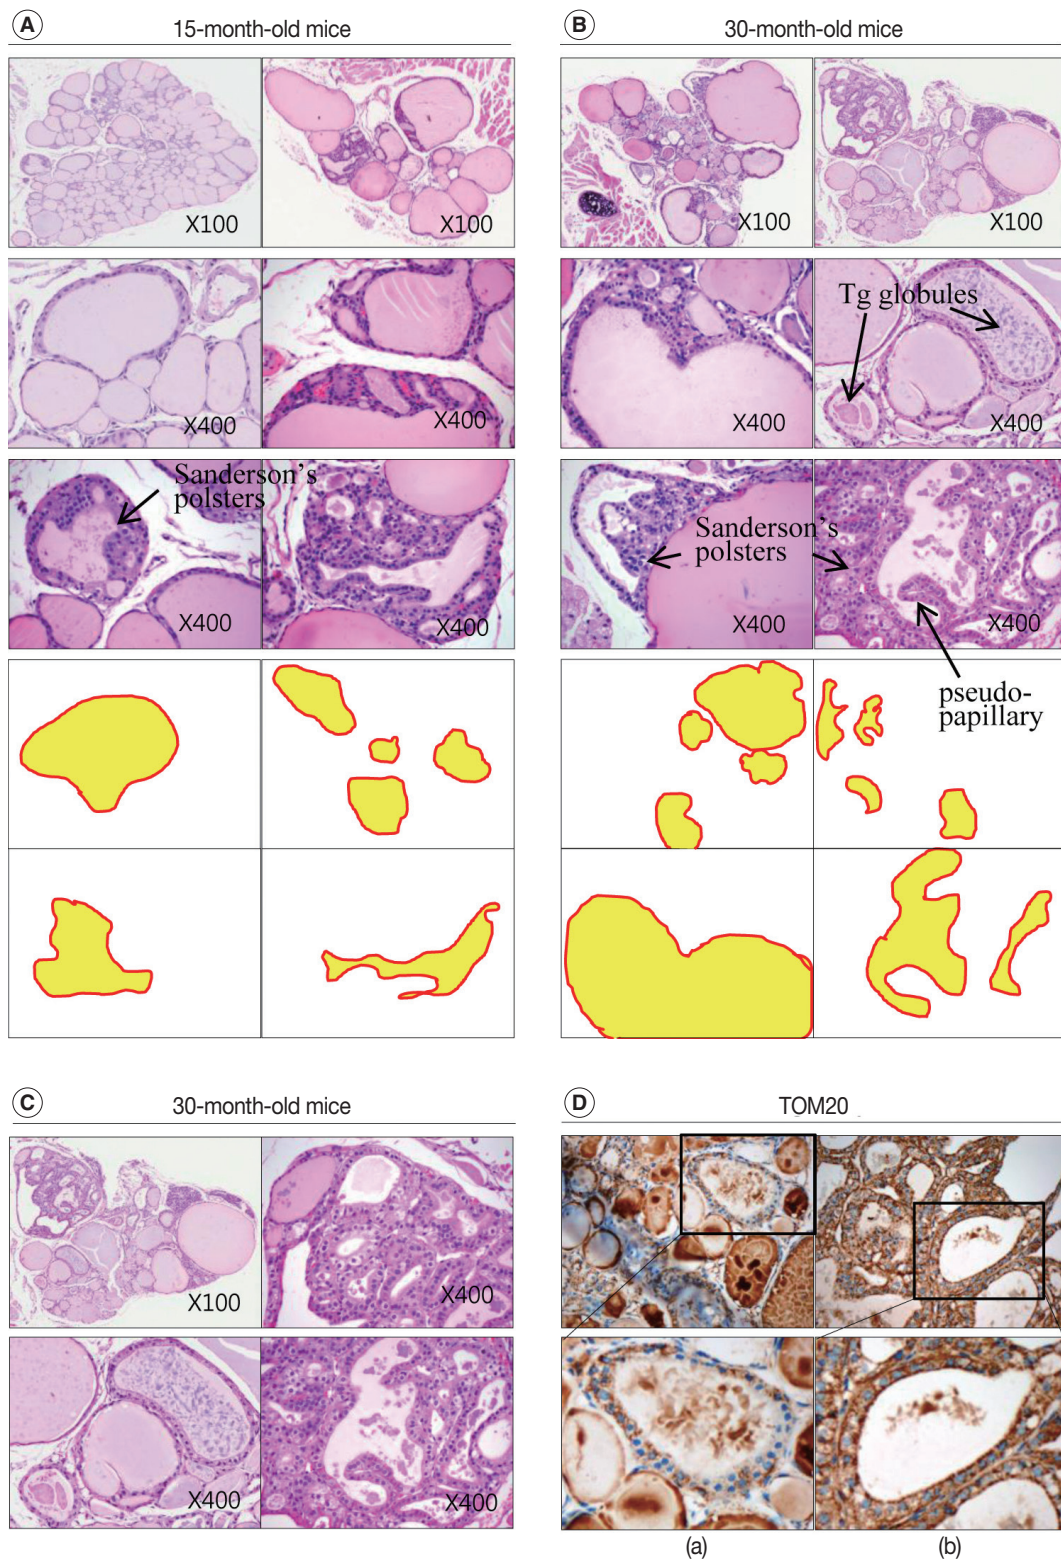 A
15-month-old mice
B
30-month-old mice
X100
X100
X100
X100
X400
X400
X400
Tg globules
X400
Sanderson's
polsters
X400
X400
Sanderson's
polsters
X400
X400
pseudo-
papillary
C
30-month-old mice
D
TOM20
X100
X400
X400
X400
(a)
(b)